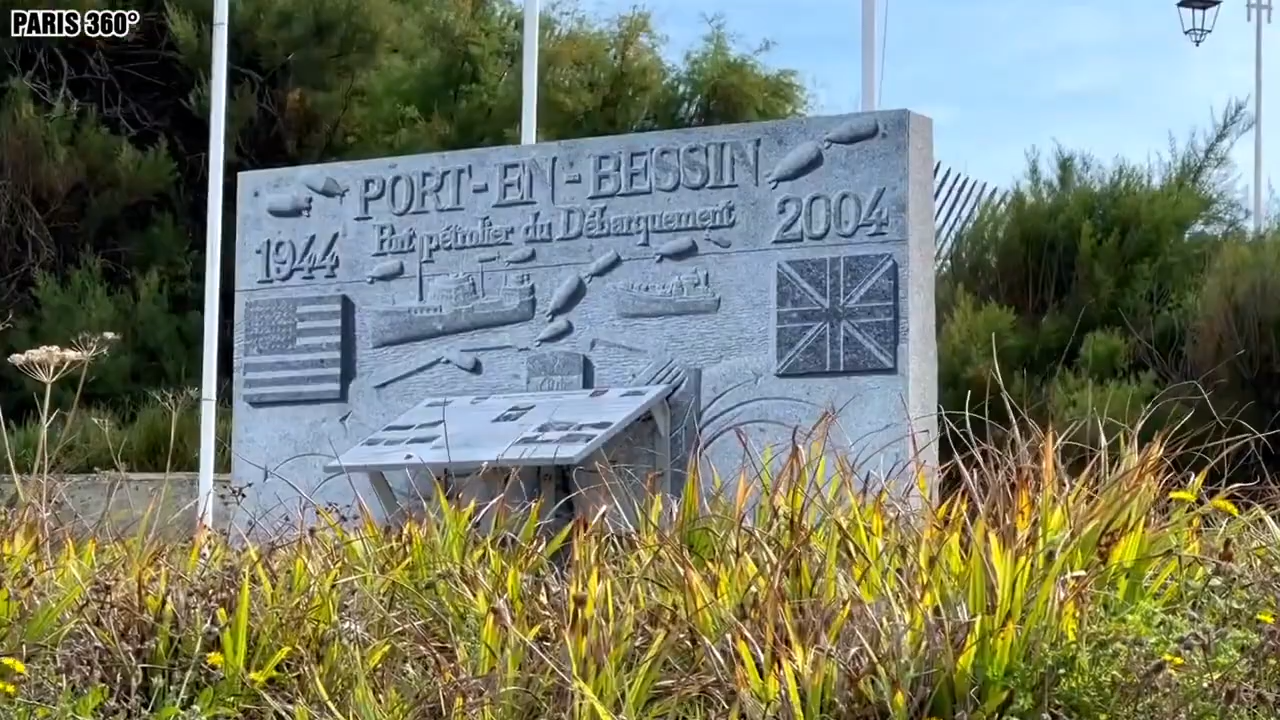 PARIS 360°
PORT-EN-BESSIN
Port pétrolier du Débarquement
1944
2004